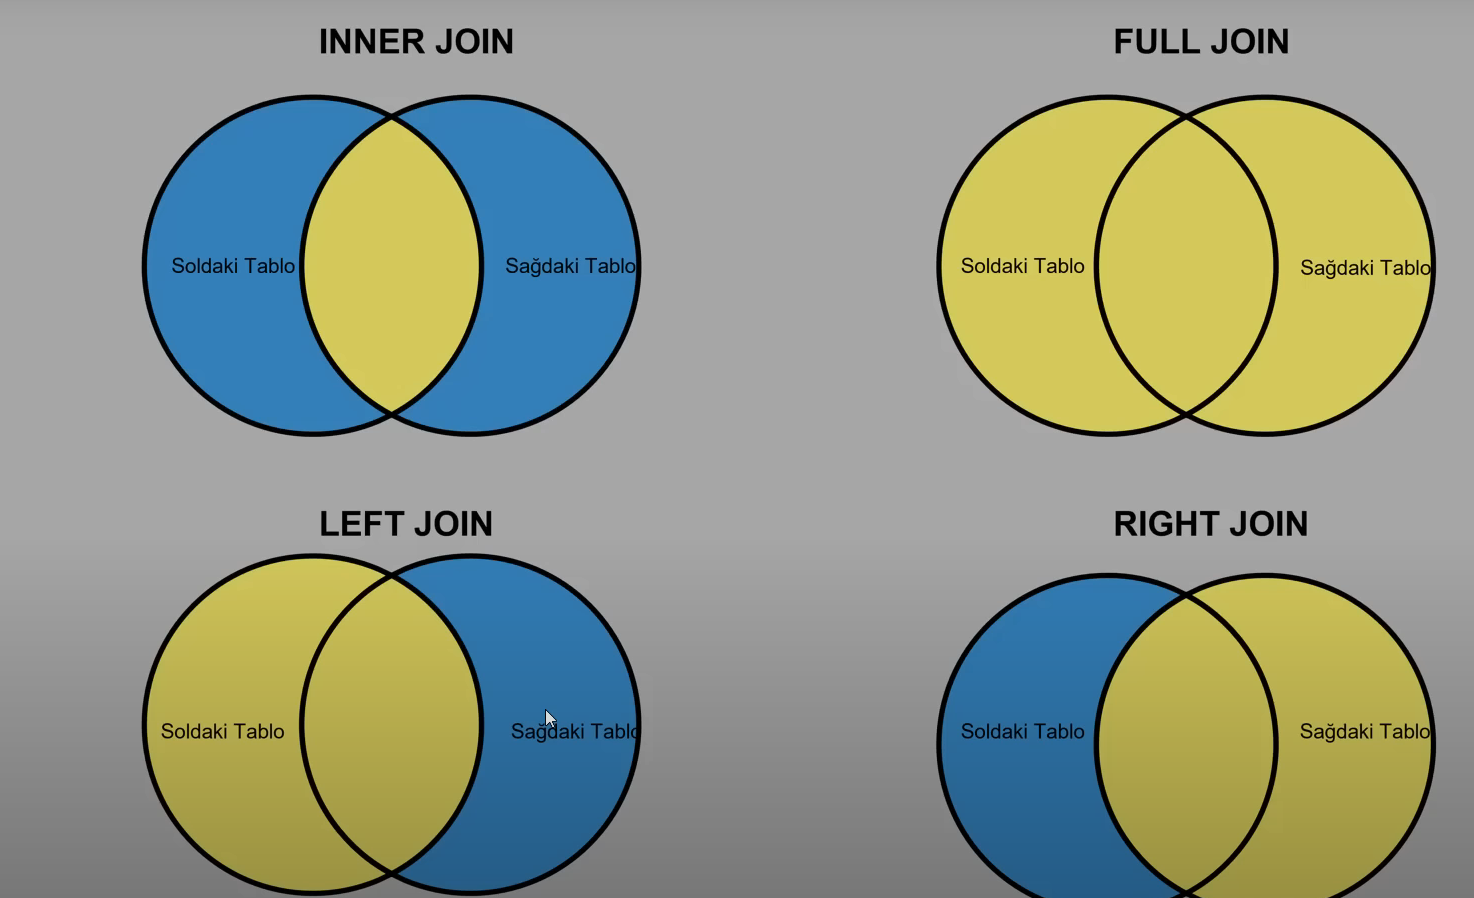 INNER JOIN
FULL JOIN
Soldaki Tablo
Sağdaki Tablo
Soldaki Tablo
Sağdaki Tablo
LEFT JOIN
RIGHT JOIN
Soldaki Tablo
Sağdaki Tablo
Soldaki Tablo
Sağdaki Tablo